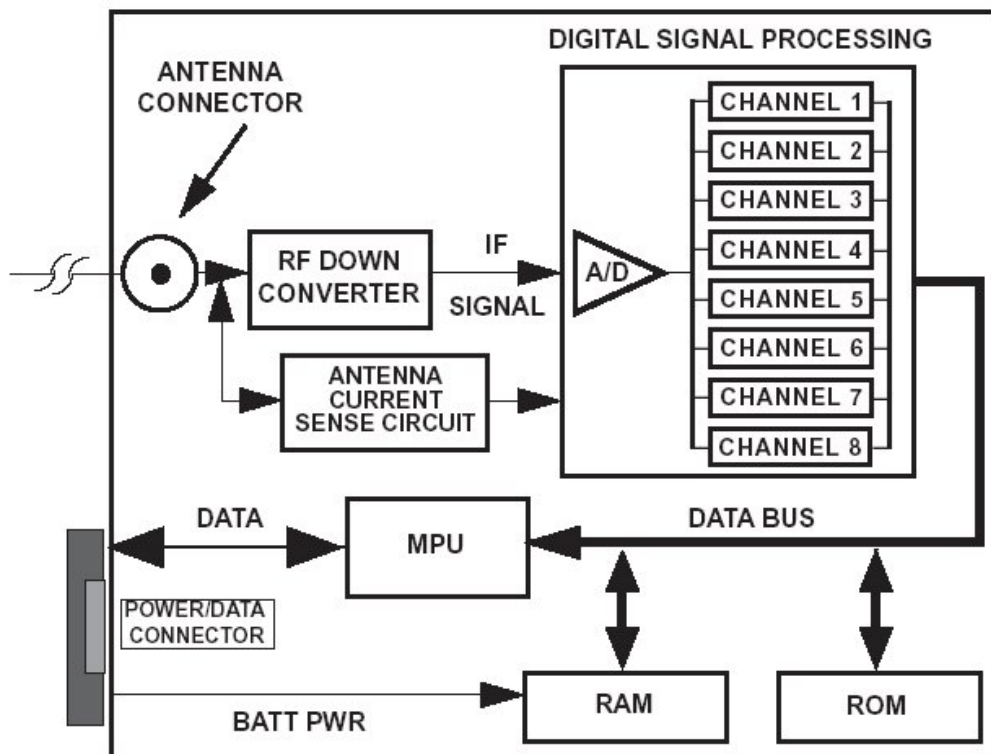 DIGITAL SIGNAL PROCESSING
ANTENNA
CONNECTOR
CHANNEL 1
CHANNEL 2
CHANNEL 3
CHANNEL 4
CHANNEL 5
CHANNEL 6
CHANNEL 7
CHANNEL 8
RF DOWN
CONVERTER
IF
SIGNAL
A/D
ANTENNA
CURRENT
SENSE CIRCUIT
DATA
MPU
DATA BUS
POWER/DATA
CONNECTOR
BATT PWR
RAM
ROM